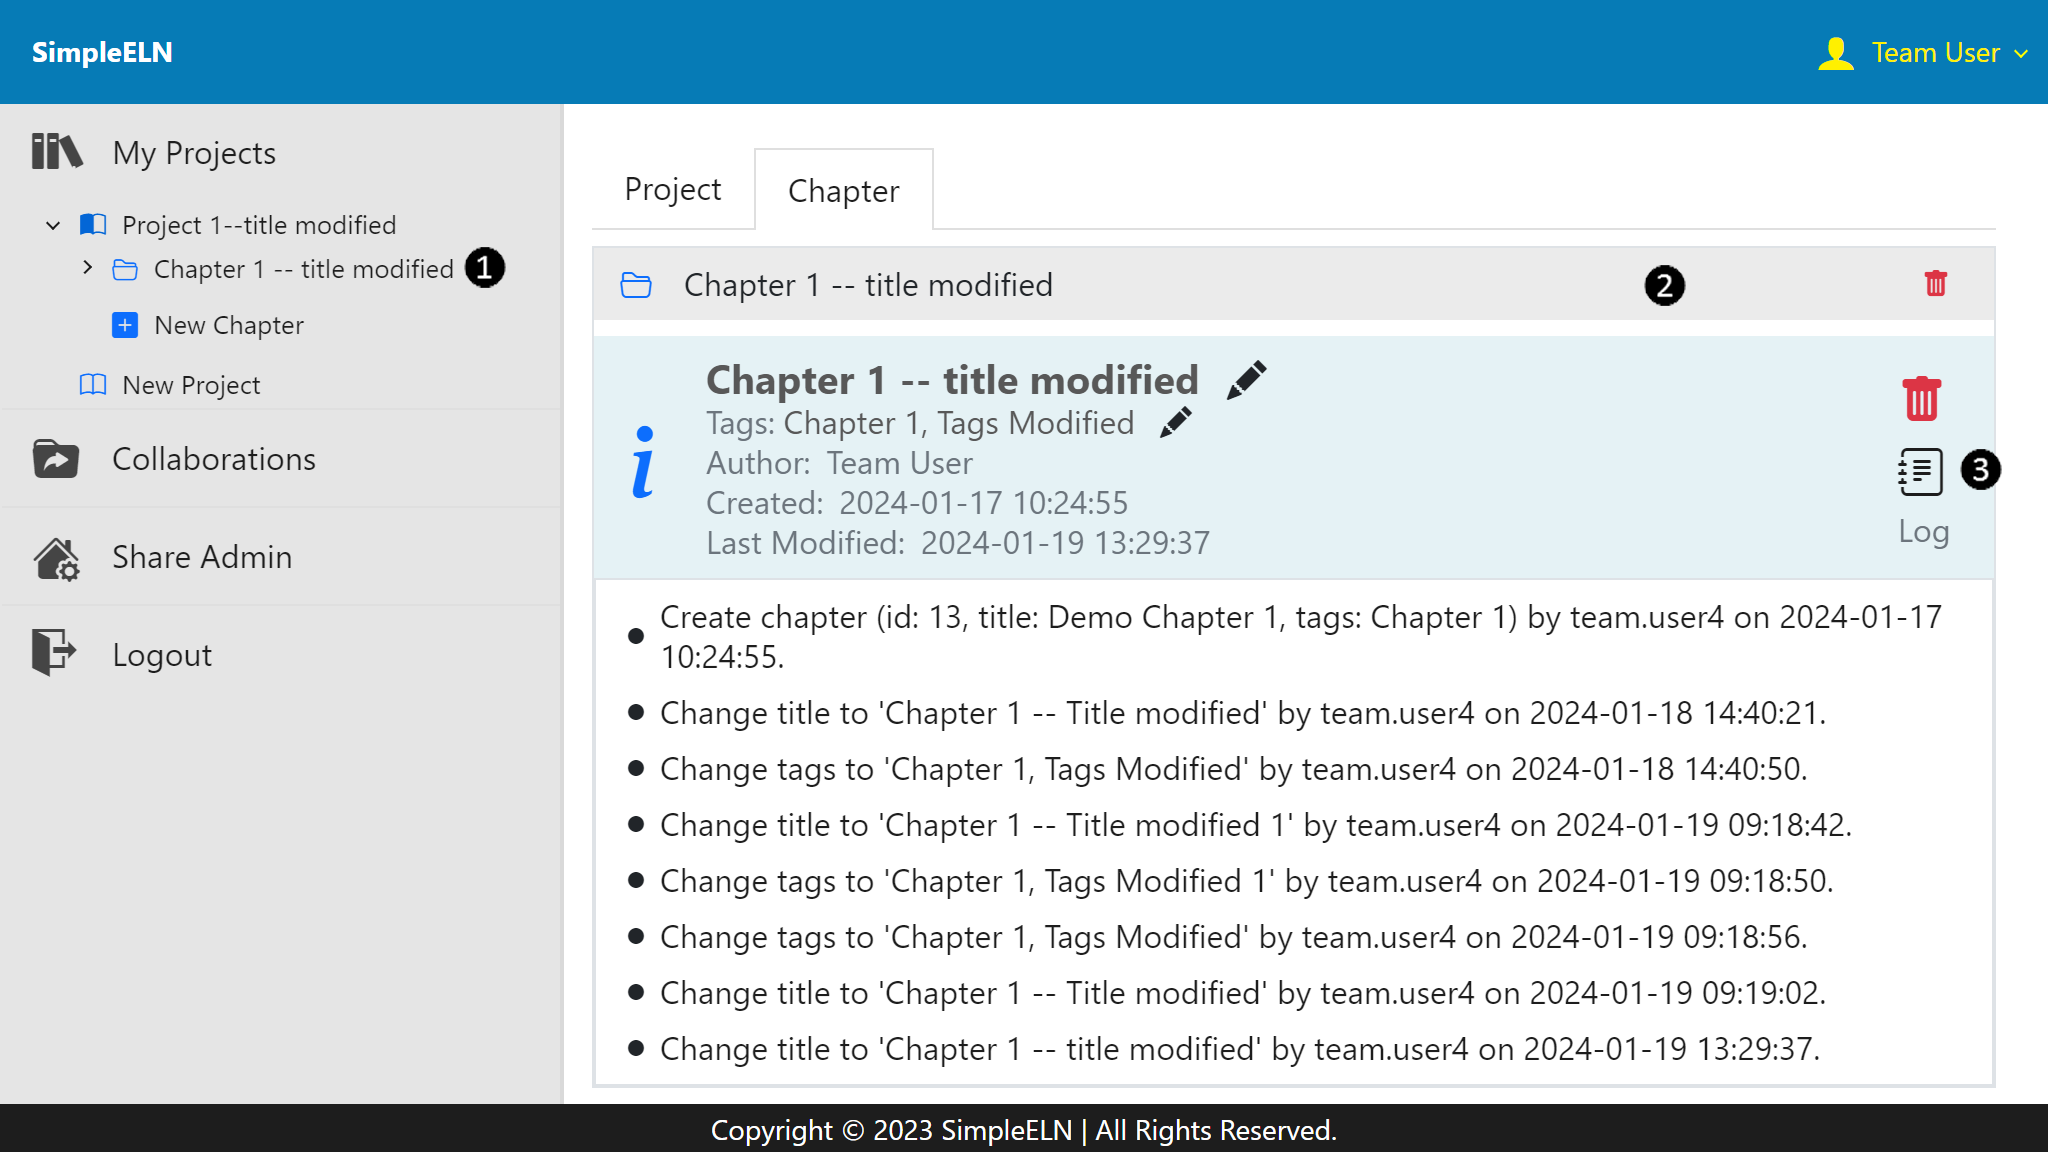 SimpleELN
Team User
My Projects
Project 1--title modified
Chapter 1 -- title modified 1
New Chapter
New Project
Collaborations
Share Admin
Logout
Project Chapter
Chapter 1 -- title modified 2
Chapter 1 -- title modified
Tags: Chapter 1, Tags Modified
Author: Team User
Created: 2024-01-17 10:24:55
Last Modified: 2024-01-19 13:29:37
3
Log
Create chapter (id: 13, title: Demo Chapter 1, tags: Chapter 1) by team.user4 on 2024-01-17
10:24:55.
Change title to 'Chapter 1 -- Title modified' by team.user4 on 2024-01-18 14:40:21.
Change tags to 'Chapter 1, Tags Modified' by team.user4 on 2024-01-18 14:40:50.
Change title to 'Chapter 1 -- Title modified 1' by team.user4 on 2024-01-19 09:18:42.
Change tags to 'Chapter 1, Tags Modified 1' by team.user4 on 2024-01-19 09:18:50.
Change tags to 'Chapter 1, Tags Modified' by team.user4 on 2024-01-19 09:18:56.
Change title to 'Chapter 1 -- Title modified' by team.user4 on 2024-01-19 09:19:02.
Change title to 'Chapter 1 -- title modified' by team.user4 on 2024-01-19 13:29:37.
Copyright © 2023 SimpleELN | All Rights Reserved.